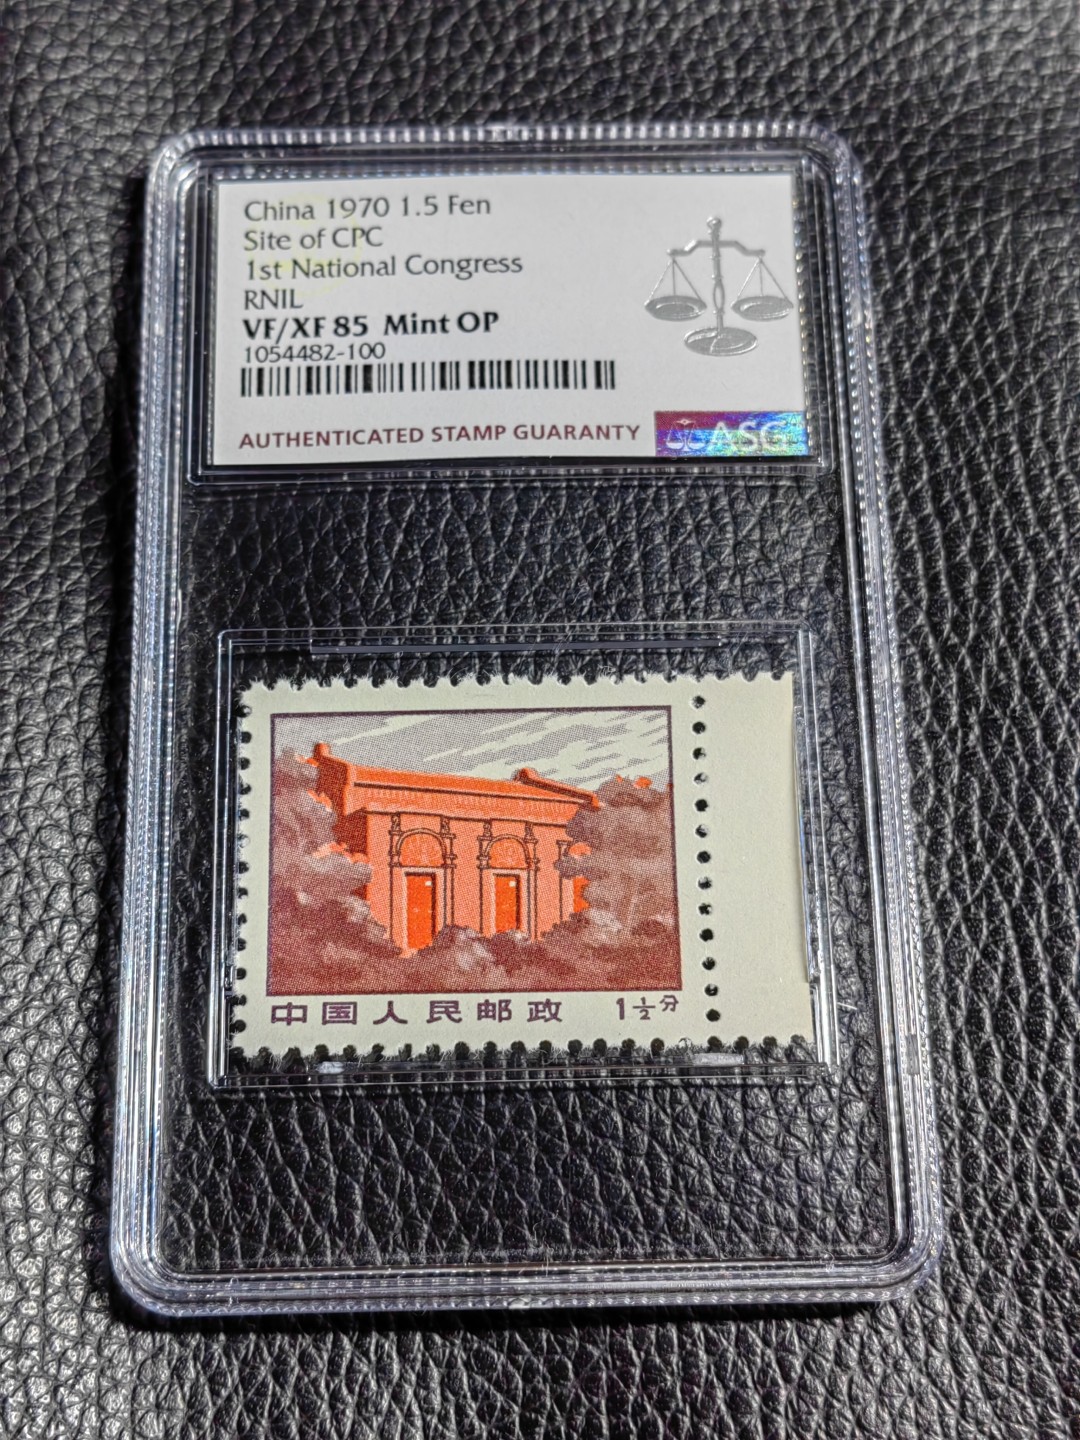 China 1970 1.5 Fen
Site of CPC
1st National Congress
RNIL
VF/XF 85 Mint OP
1054482-100
AUTHENTICATED STAMP GUARANTY ASG
中国人民邮政 1½分